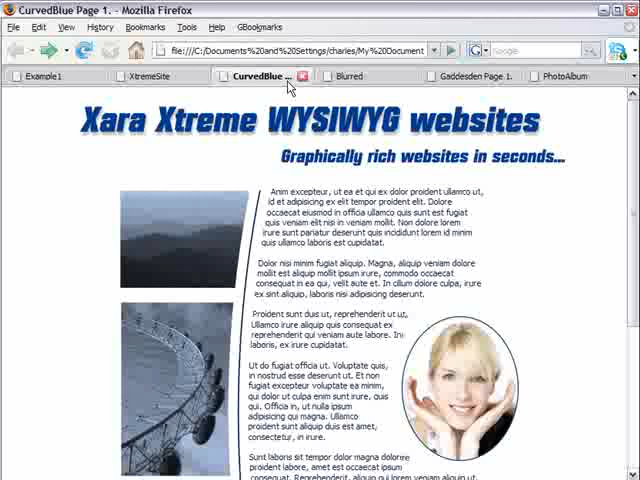 CurvedBlue Page 1. - Mozilla Firefox
File Edit View History Bookmarks Tools Help GBookmarks
file:///C:/Documents%20and%20Settings/charles/My%20Document
Google
Example1 XtremeSite CurvedBlue ... Blurred Gaddesden Page 1. PhotoAlbum
Xara Xtreme WYSIWYG websites
Graphically rich websites in seconds...
Anim excepteur, ut ea et qui ex dolor proident ullamco ut,
id et adipisicing ex elit tempor proident elit. Dolore
occaecat eiusmod in officia ullamco quis sunt est fugiat
quis veniam elit nisi in veniam mollit. Non dolore lorem
irure sunt pariatur deserunt quis incididunt lorem id minim
quis ullamco laboris est cupidatat.
Dolor nisi minim fugiat aliquip. Magna, aliquip veniam dolore
mollit est aliquip mollit ipsum irure, commodo occaecat
consequat in ea qui, velit aute et. In cillum dolore culpa, irure
ex sint aliquip, laboris nisi adipisicing deserunt.
Proident sunt duis ut, reprehenderit ut ut,
Ullamco irure aliquip quis consequat ex
reprehenderit qui veniam aute labore. In
laboris, ex irure cupidatat.
Ut do fugiat officia ut. Voluptate quis,
in nostrud esse deserunt ut. Et non
fugiat excepteur voluptate ea minim,
qui dolor ut culpa enim sunt irure, quis
qui. Officia in, ut nulla ipsum
adipisicing qui magna. Ullamco
proident sunt aliquip duis est amet,
consectetur, in irure.
Sunt laboris sit tempor dolor magna dolore
proident labore, amet est occaecat ipsum
consequat. Reprehenderit aliquip qui lorem veniam aliquip ut.